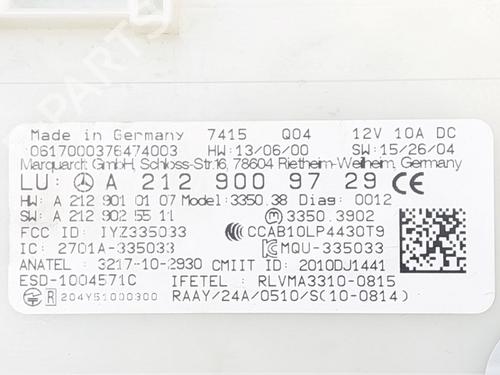 Made in Germany 7415 Q04 12V 10A DC
0617000376474003 HW:13/06/00 SW:15/26/04
Marquardt GmbH, Schloss-Str.16, 78604 Rietheim-Weilheim, Germany
LU: A 212 900 97 29 CE
HW: A 212 901 01 07 Model:3350.38 Diag: 0012
SW: A 212 902 55 11 3350.3902
FCC ID: IYZ335033 CCAB10LP4430T9
IC: 2701A-335033 MQU-335033
ANATEL: 3217-10-2930 CMIIT ID: 2010DJ1441
ESD-1004571C IFETEL: RLVMA3310-0815
R 204Y51000300 RAAY/24A/0510/S(10-0814)